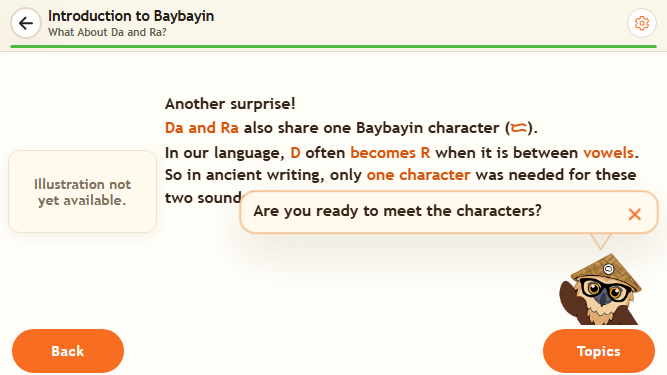 Introduction to Baybayin
What About Da and Ra?
Another surprise!
Da and Ra also share one Baybayin character (ᜇ).
In our language, D often becomes R when it is between vowels.
So in ancient writing, only one character was needed for these
two
Are you ready to meet the characters?
Illustration not
yet available.
Back
Topics